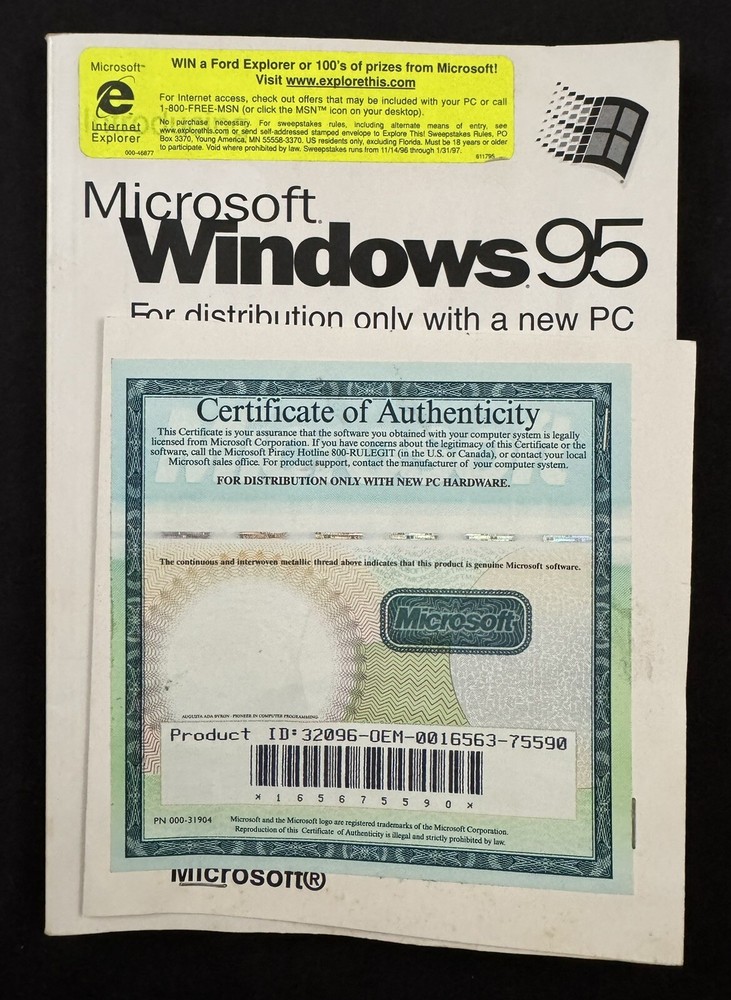 Microsoft™
Internet
Explorer
000-46877
WIN a Ford Explorer or 100's of prizes from Microsoft!
Visit www.explorethis.com
For Internet access, check out offers that may be included with your PC or call
1-800-FREE-MSN (or click the MSN™ icon on your desktop).
No purchase necessary. For sweepstakes rules, including alternate means of entry, see
www.explorethis.com or send self-addressed stamped envelope to Explore This! Sweepstakes Rules, PO
Box 3370, Young America, MN 55558-3370. US residents only, excluding Florida. Must be 18 years or older
to participate. Void where prohibited by law. Sweepstakes runs from 11/14/96 through 1/31/97.
611795
Microsoft®
Windows®95
For distribution only with a new PC
Certificate of Authenticity
This Certificate is your assurance that the software you obtained with your computer system is legally
licensed from Microsoft Corporation. If you have concerns about the legitimacy of this Certificate or the
software, call the Microsoft Piracy Hotline 800-RULEGIT (in the U.S. or Canada), or contact your local
Microsoft sales office. For product support, contact the manufacturer of your computer system.
FOR DISTRIBUTION ONLY WITH NEW PC HARDWARE.
The continuous and interwoven metallic thread above indicates that this product is genuine Microsoft software.
Microsoft
AUGUSTA ADA BYRON - PIONEER IN COMPUTER PROGRAMMING
Product ID:32096-OEM-0016563-75590
* 1 6 5 6 7 5 5 9 0 *
PN 000-31904
Microsoft and the Microsoft logo are registered trademarks of the Microsoft Corporation.
Reproduction of this Certificate of Authenticity is illegal and strictly prohibited by law.
Microsoft®